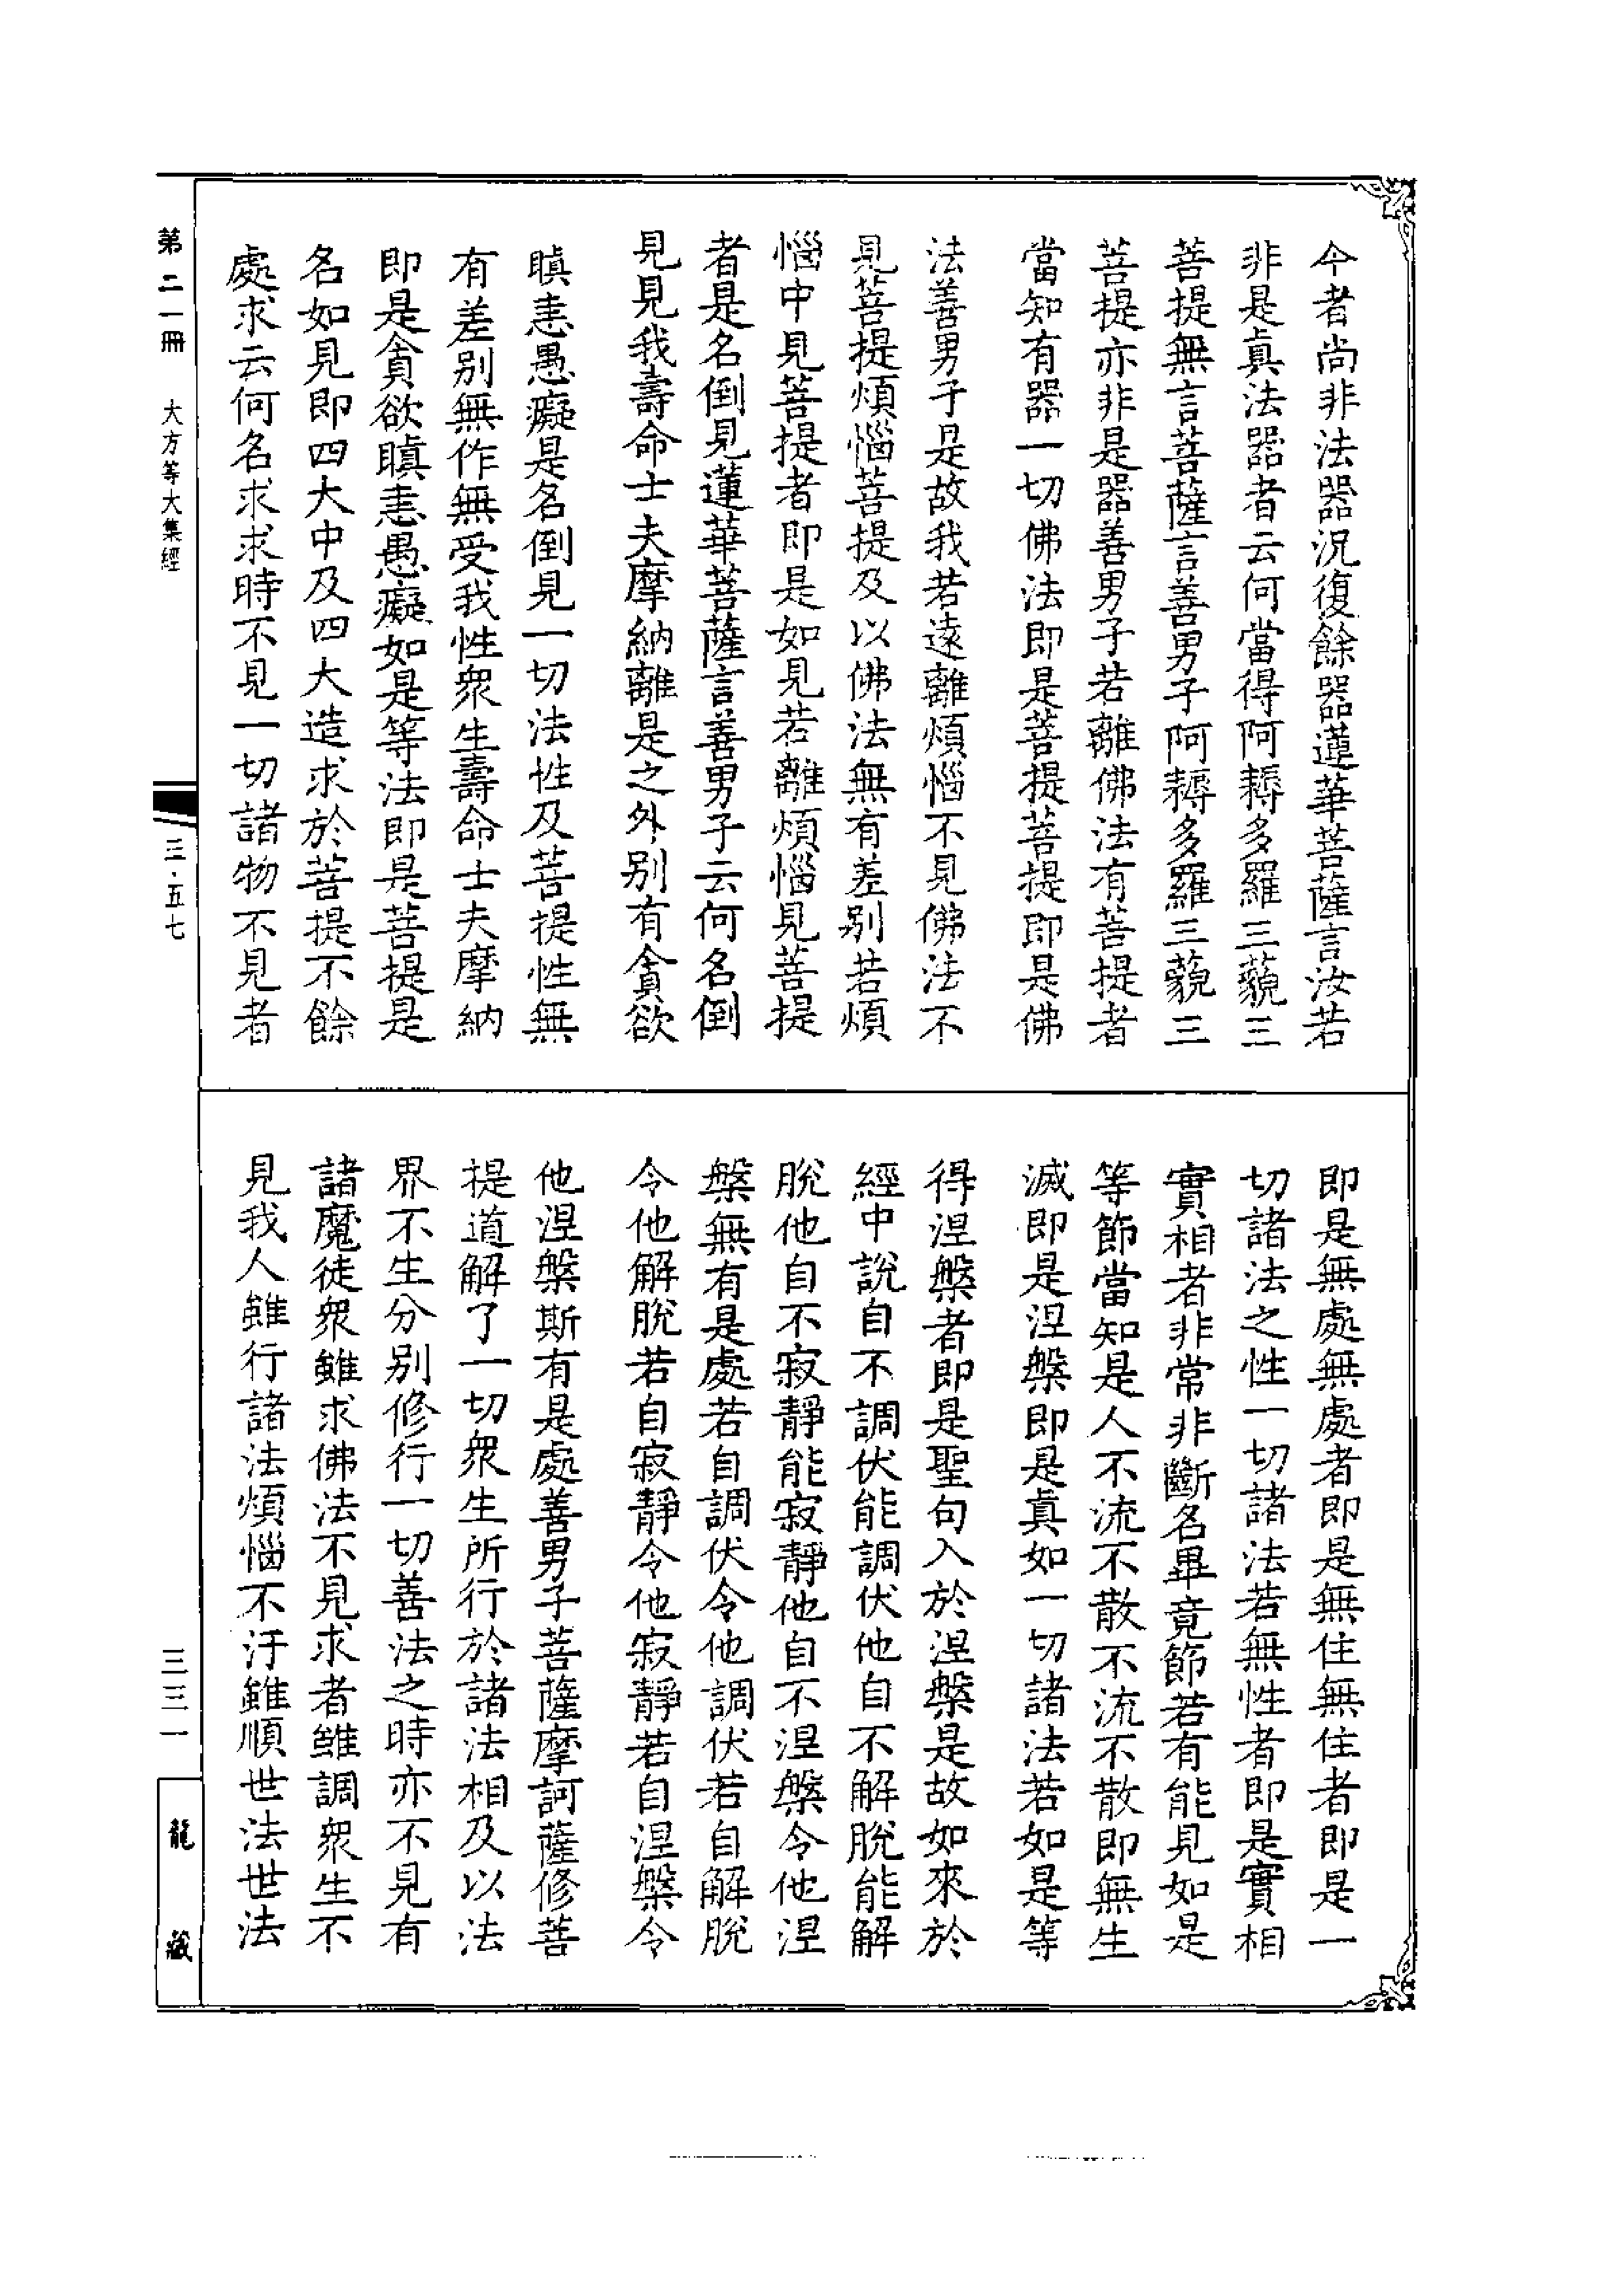 今者尚非法器況復餘器蓮華菩薩言汝若
非是真法器者云何當得阿耨多羅三藐三
菩提無言菩薩言善男子阿耨多羅三藐三
菩提亦非是器善男子若離佛法有菩提者
當知有器一切佛法即是菩提菩提即是佛
法善男子是故我若遠離煩惱不見佛法不
見菩提煩惱菩提及以佛法無有差别若煩
惱中見菩提者即是如見若離煩惱見菩提
者是名倒見蓮華菩薩言善男子云何名倒
見見我壽命士夫摩納離是之外别有貪欲
瞋恚愚癡是名倒見一切法性及菩提性無
有差别無作無受我性衆生壽命士夫摩納
即是貪欲瞋恚愚癡如是等法即是菩提是
名如見即四大中及四大造求於菩提不餘
處求云何名求求時不見一切諸物不見者
即是無處無處者即是無住無住者即是一
切諸法之性一切諸法若無性者即是實相
實相者非常非斷名畢竟節若有能見如是
等節當知是人不流不散不流不散即無生
滅即是涅槃即是真如一切諸法若如是等
得涅槃者即是聖句入於涅槃是故如來於
經中說自不調伏能調伏他自不解脫能解
脫他自不寂靜能寂靜他自不涅槃令他涅
槃無有是處若自調伏令他調伏若自解脫
令他解脫若自寂靜令他寂靜若自涅槃令
他涅槃斯有是處善男子菩薩摩訶薩修菩
提道解了一切衆生所行於諸法相及以法
界不生分别修行一切善法之時亦不見有
諸魔徒衆雖求佛法不見求者雖調衆生不
見我人雖行諸法煩惱不汙雖順世法世法
第二一冊 大方等大集經
三·五七
三三一
龍藏